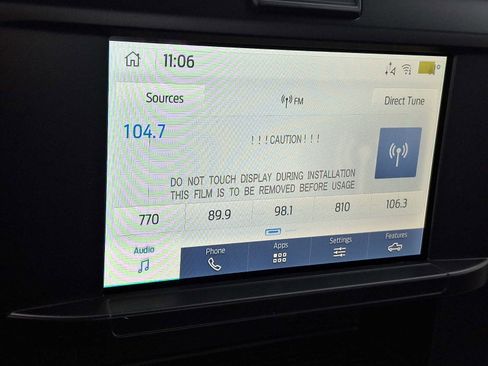 11:06
Sources
FM
Direct Tune
104.7
!!!CAUTION!!!
DO NOT TOUCH DISPLAY DURING INSTALLATION
THIS FILM IS TO BE REMOVED BEFORE USAGE
770 89.9 98.1 810 106.3
Audio Phone Apps Settings Features